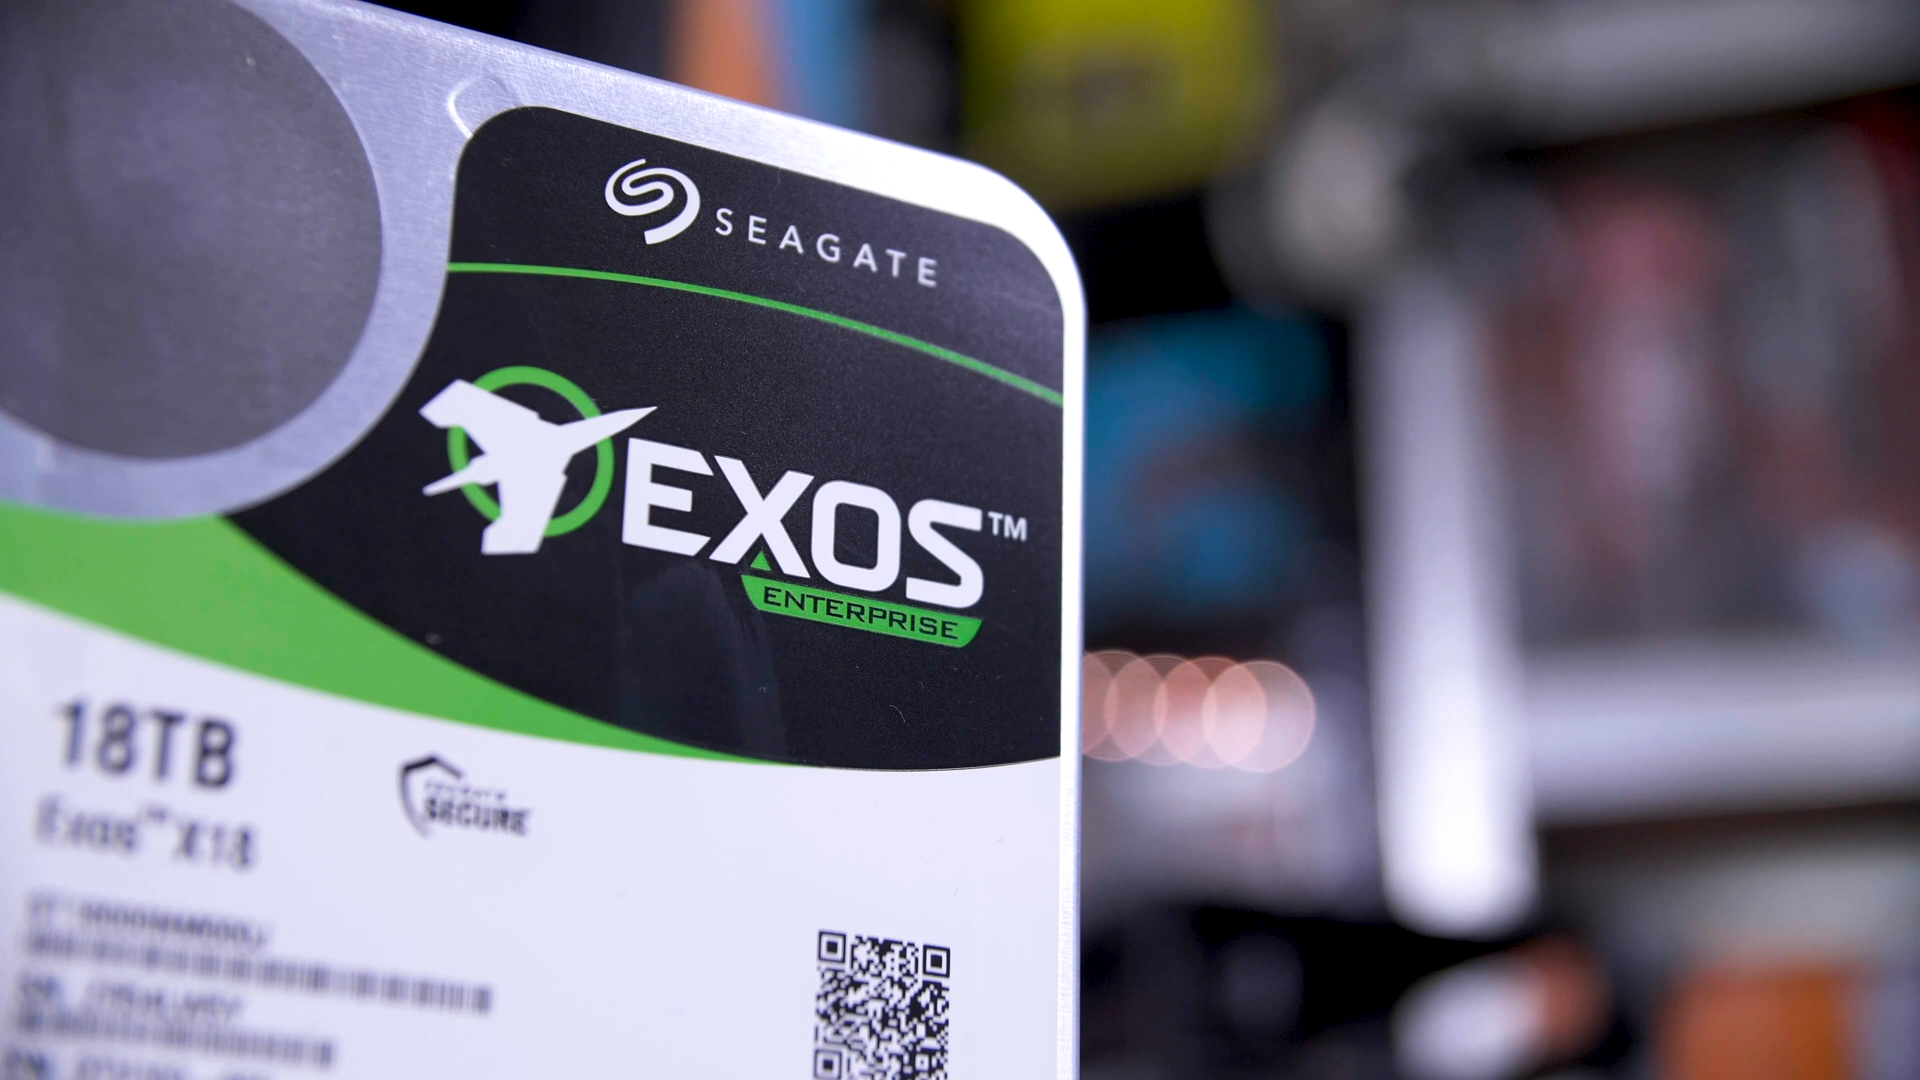 SEAGATE
EXOS™
ENTERPRISE
18TB
Exos™ X18
SECURE